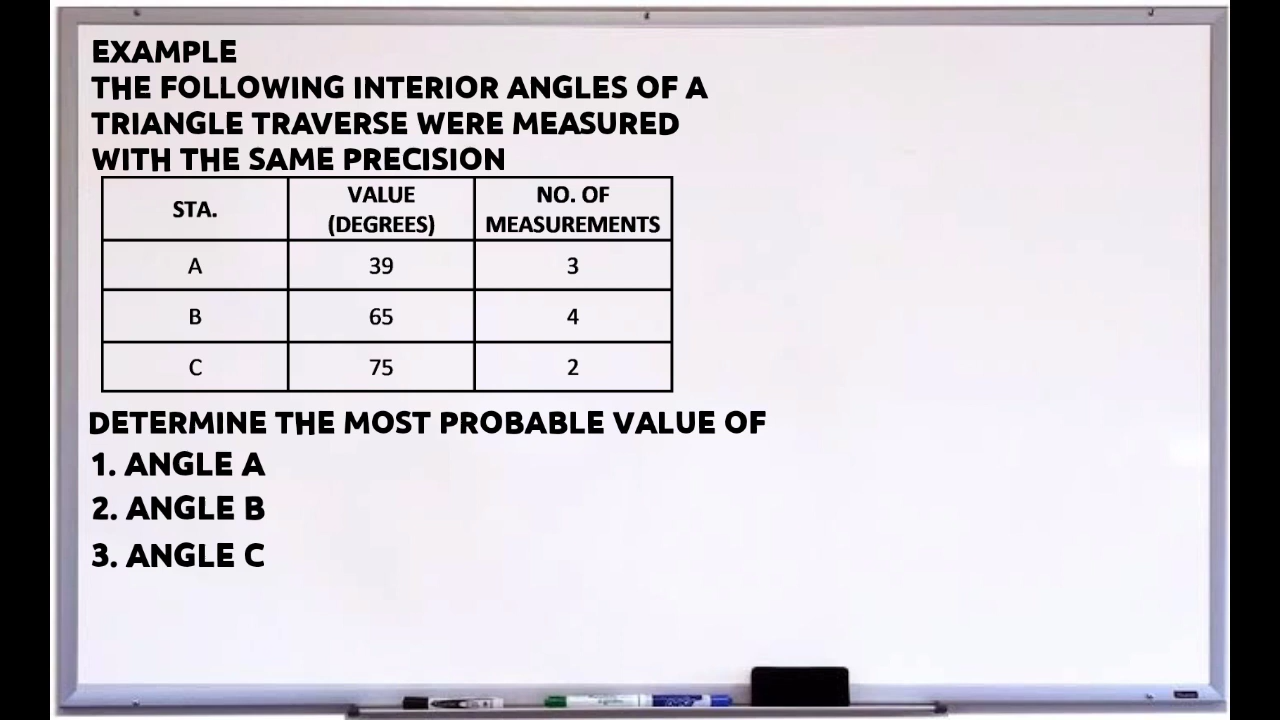 EXAMPLE
THE FOLLOWING INTERIOR ANGLES OF A
TRIANGLE TRAVERSE WERE MEASURED
WITH THE SAME PRECISION
STA. VALUE (DEGREES) NO. OF MEASUREMENTS
A 39 3
B 65 4
C 75 2
DETERMINE THE MOST PROBABLE VALUE OF
1. ANGLE A
2. ANGLE B
3. ANGLE C